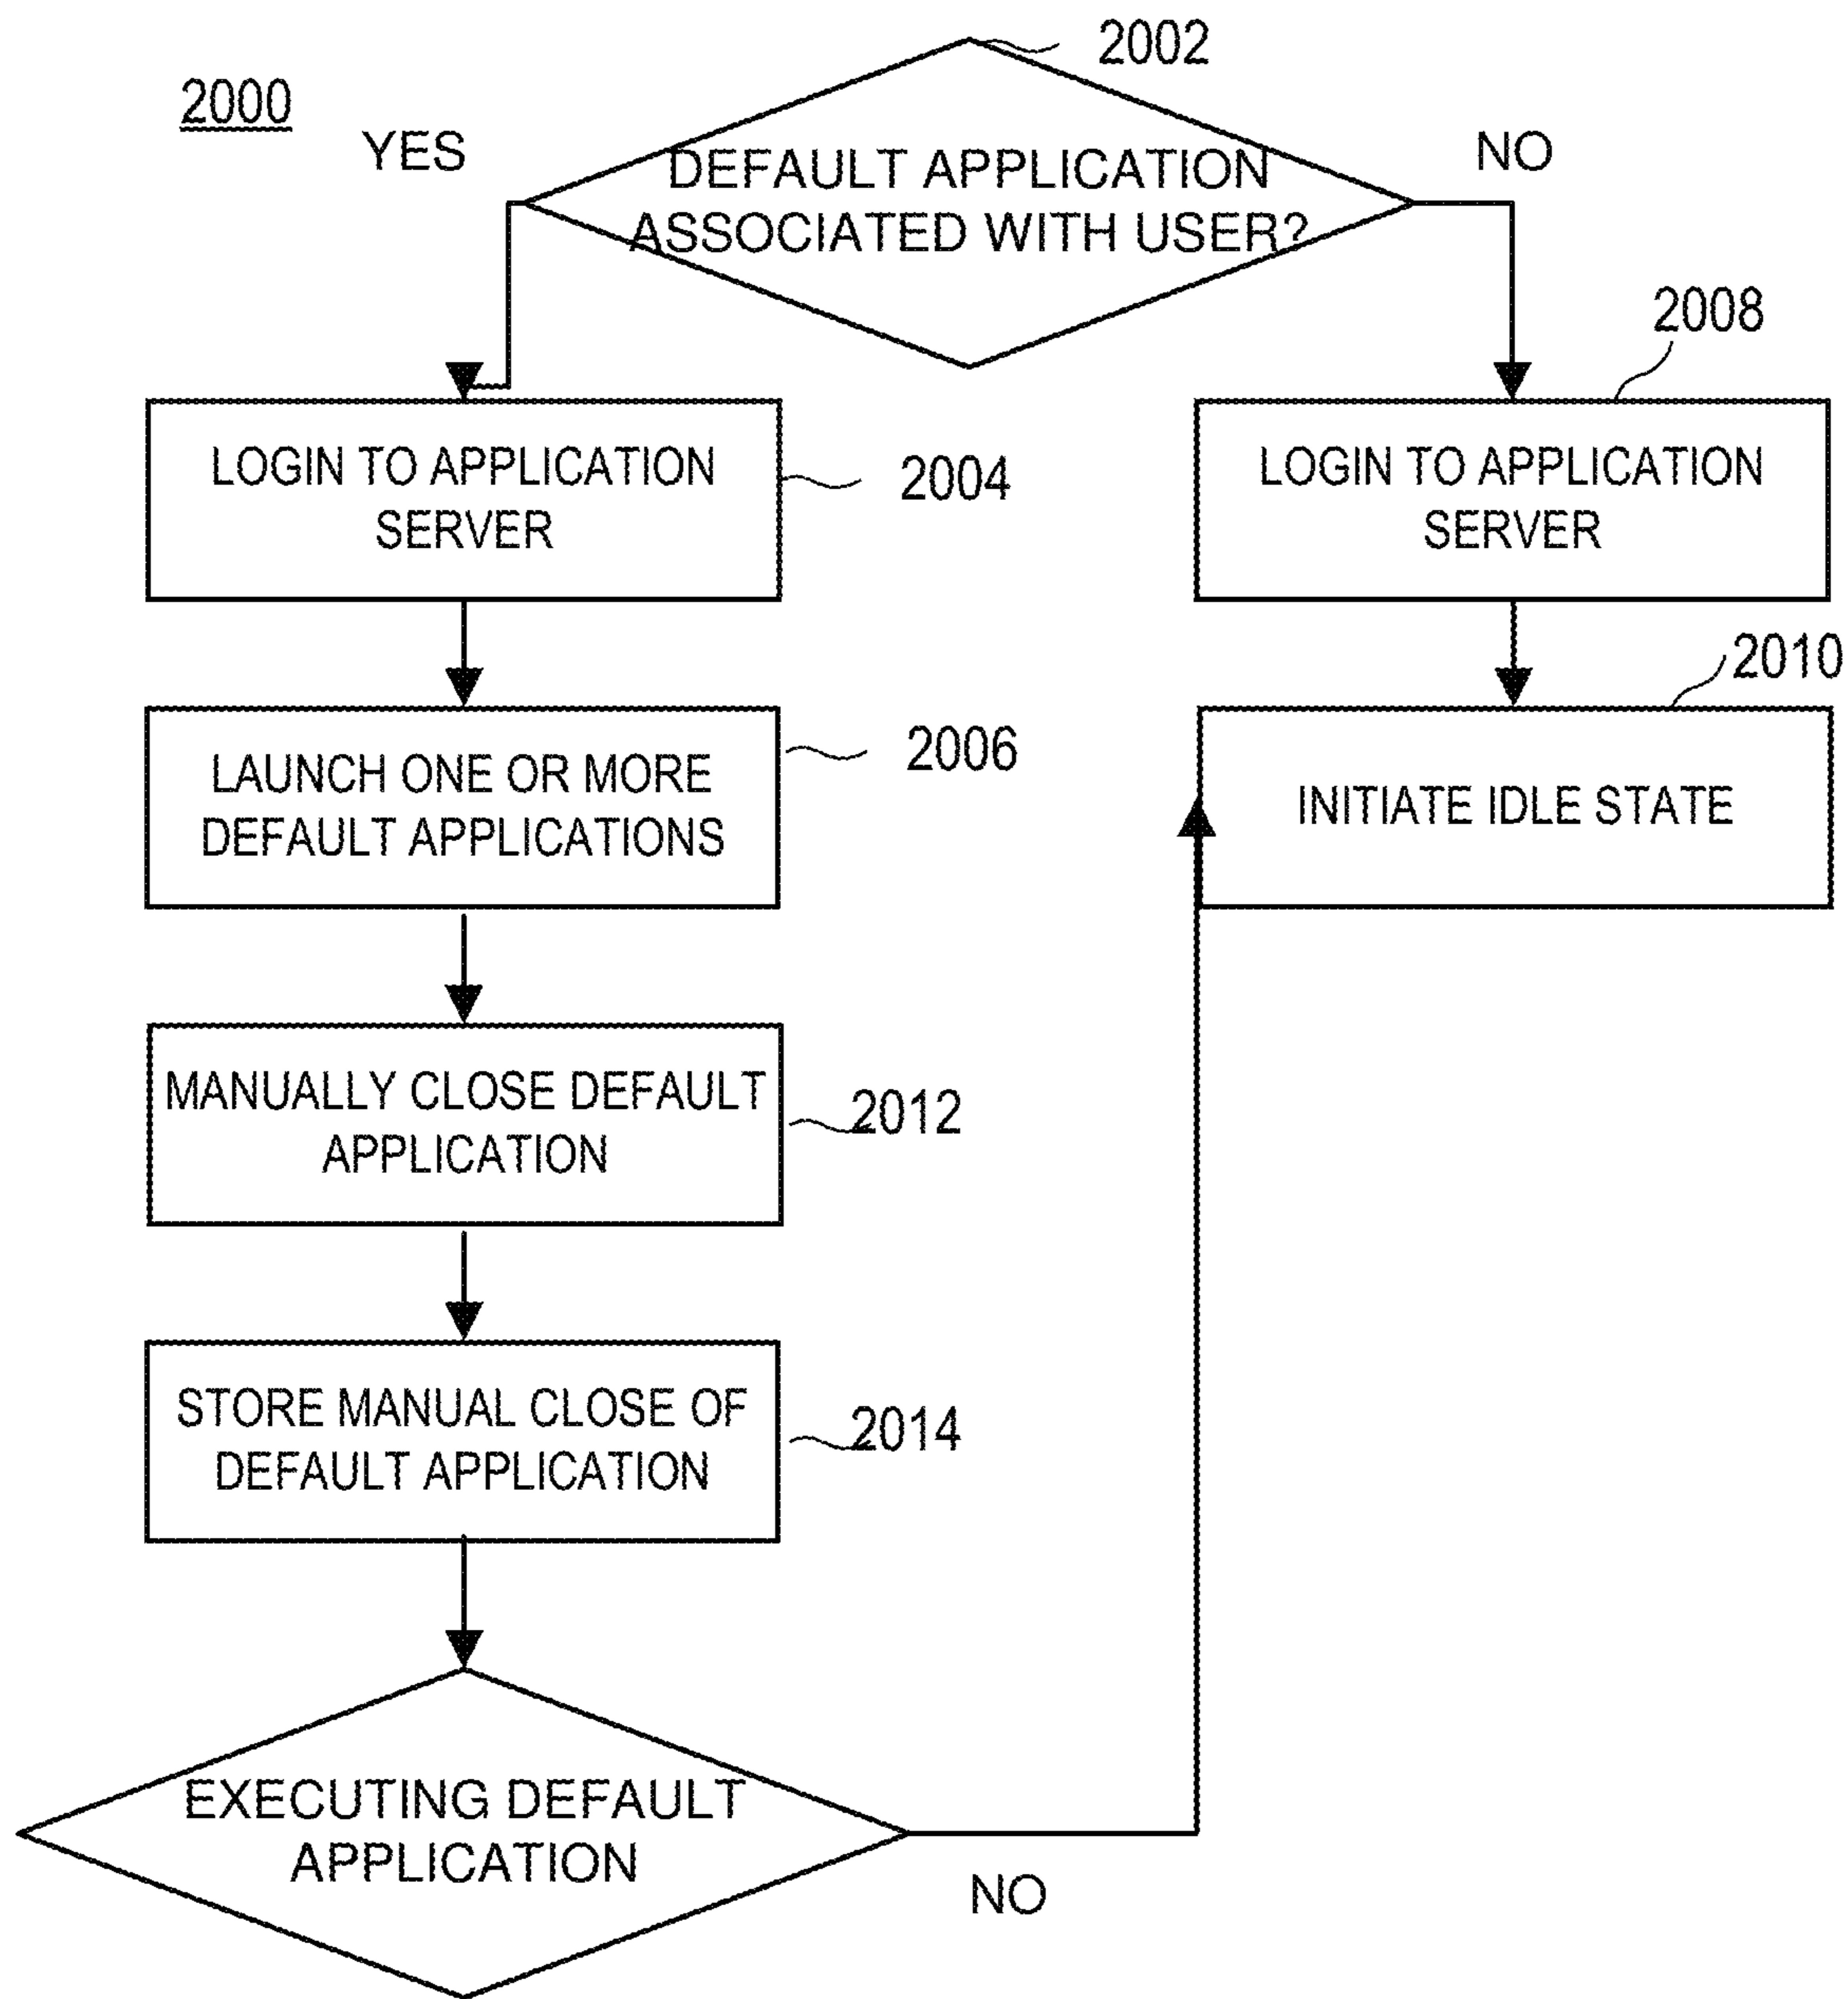 2002
2000
YES
NO
DEFAULT APPLICATION
ASSOCIATED WITH USER?
2008
LOGIN TO APPLICATION
SERVER
2004
LOGIN TO APPLICATION
SERVER
2010
LAUNCH ONE OR MORE
DEFAULT APPLICATIONS
2006
INITIATE IDLE STATE
MANUALLY CLOSE DEFAULT
APPLICATION
2012
STORE MANUAL CLOSE OF
DEFAULT APPLICATION
2014
EXECUTING DEFAULT
APPLICATION
NO